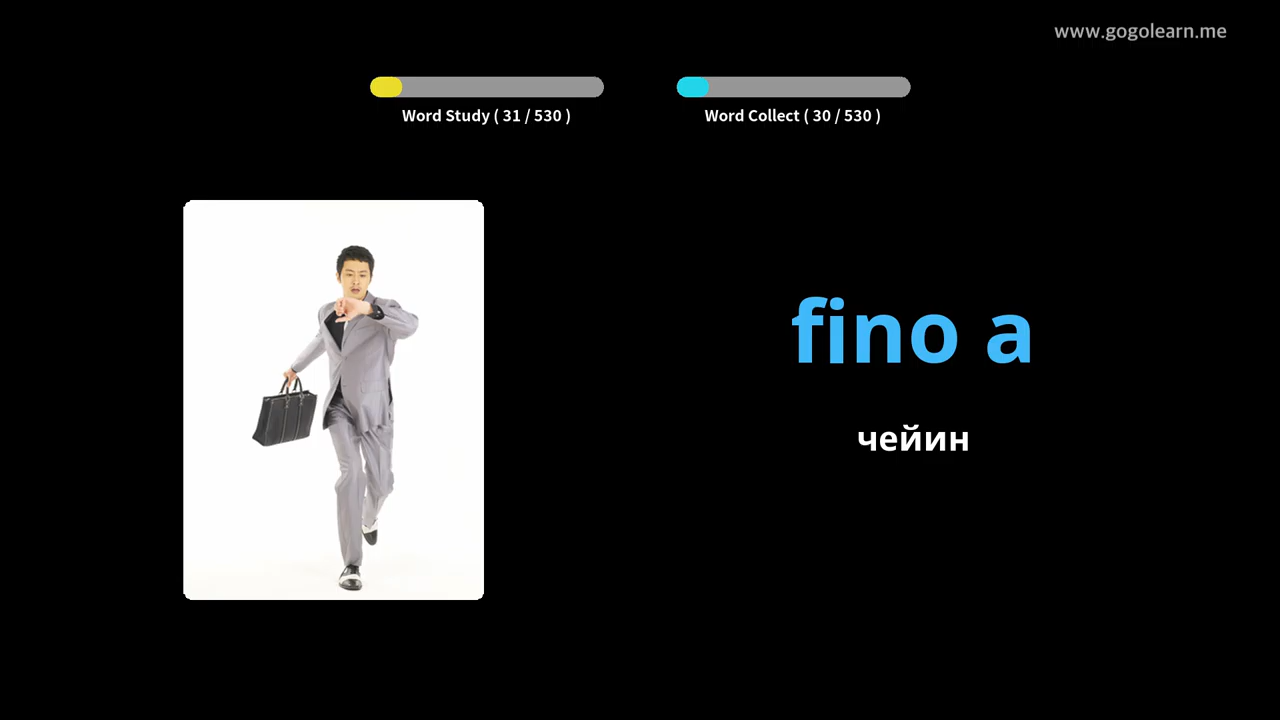 www.gogolearn.me
Word Study ( 31 / 530 )
Word Collect ( 30 / 530 )
fino a
чейин